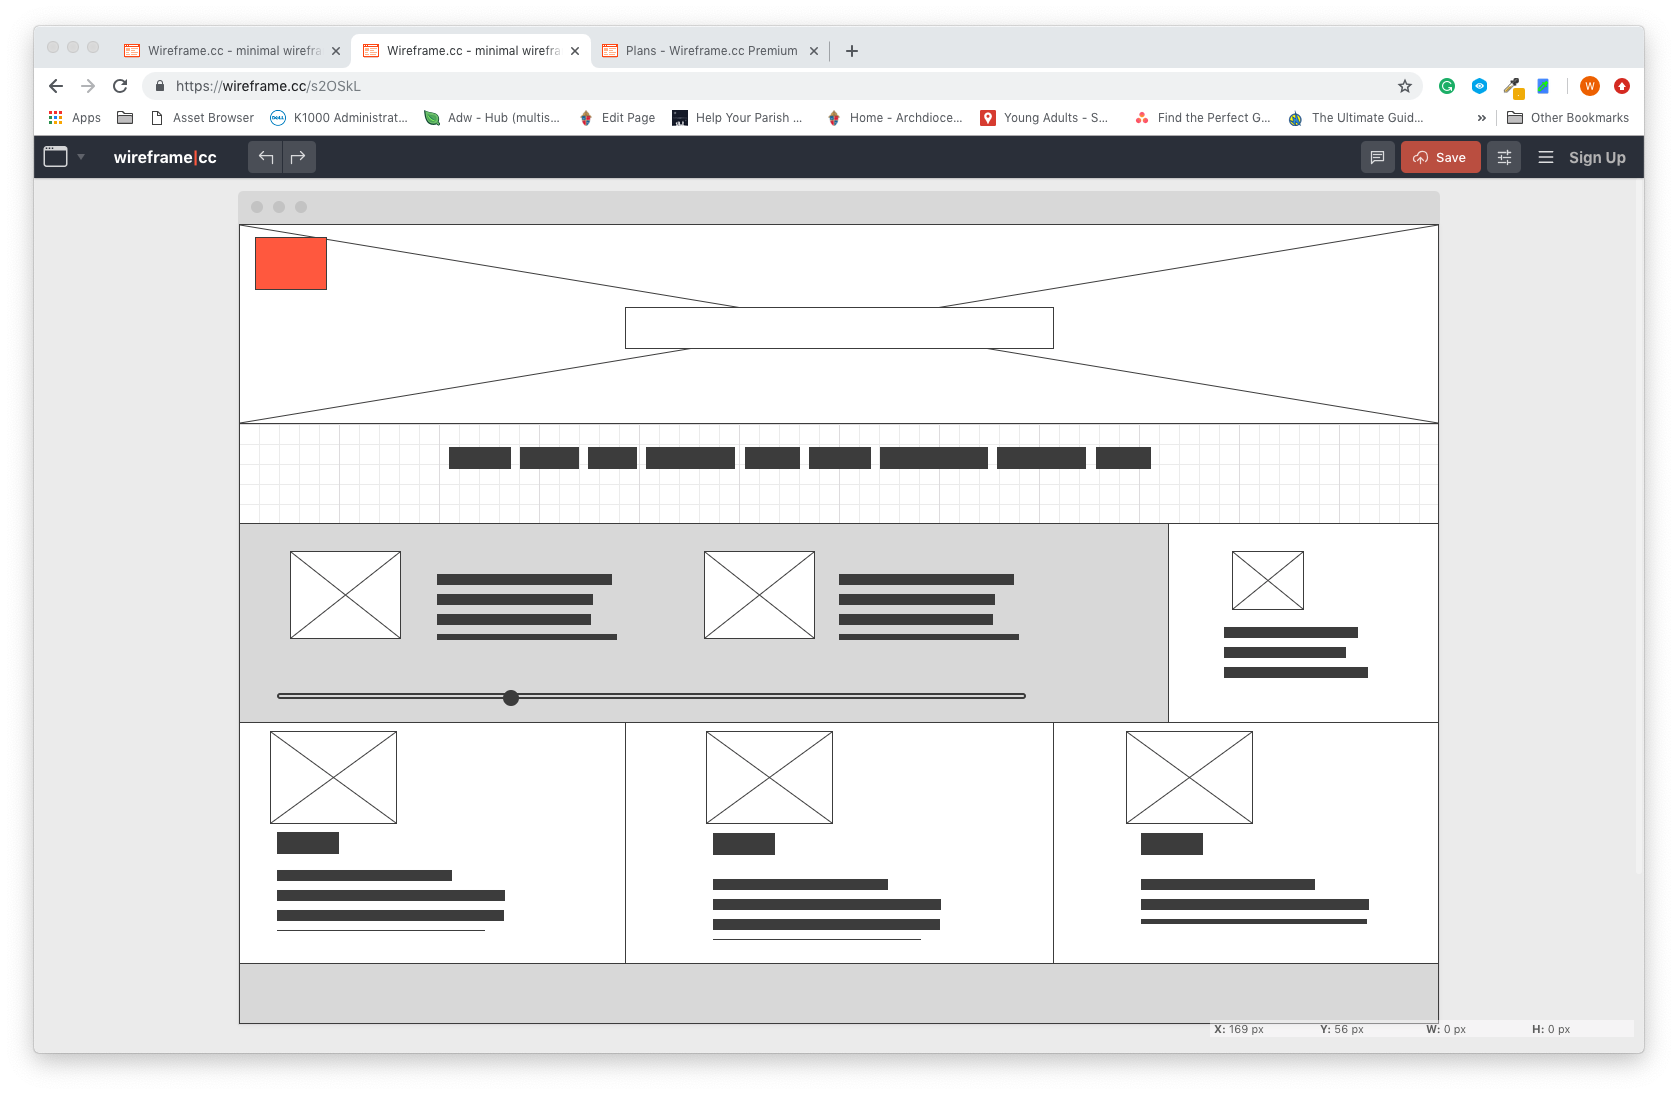 Wireframe.cc - minimal wirefra
Wireframe.cc - minimal wirefra
Plans - Wireframe.cc Premium
https://wireframe.cc/s2OSkL
W
Apps
Asset Browser
K1000 Administrat...
Adw - Hub (multis...
Edit Page
Help Your Parish ...
Home - Archdioce...
Young Adults - S...
Find the Perfect G...
The Ultimate Guid...
» Other Bookmarks
wireframe|cc
Save
Sign Up
X: 169 px Y: 56 px W: 0 px H: 0 px